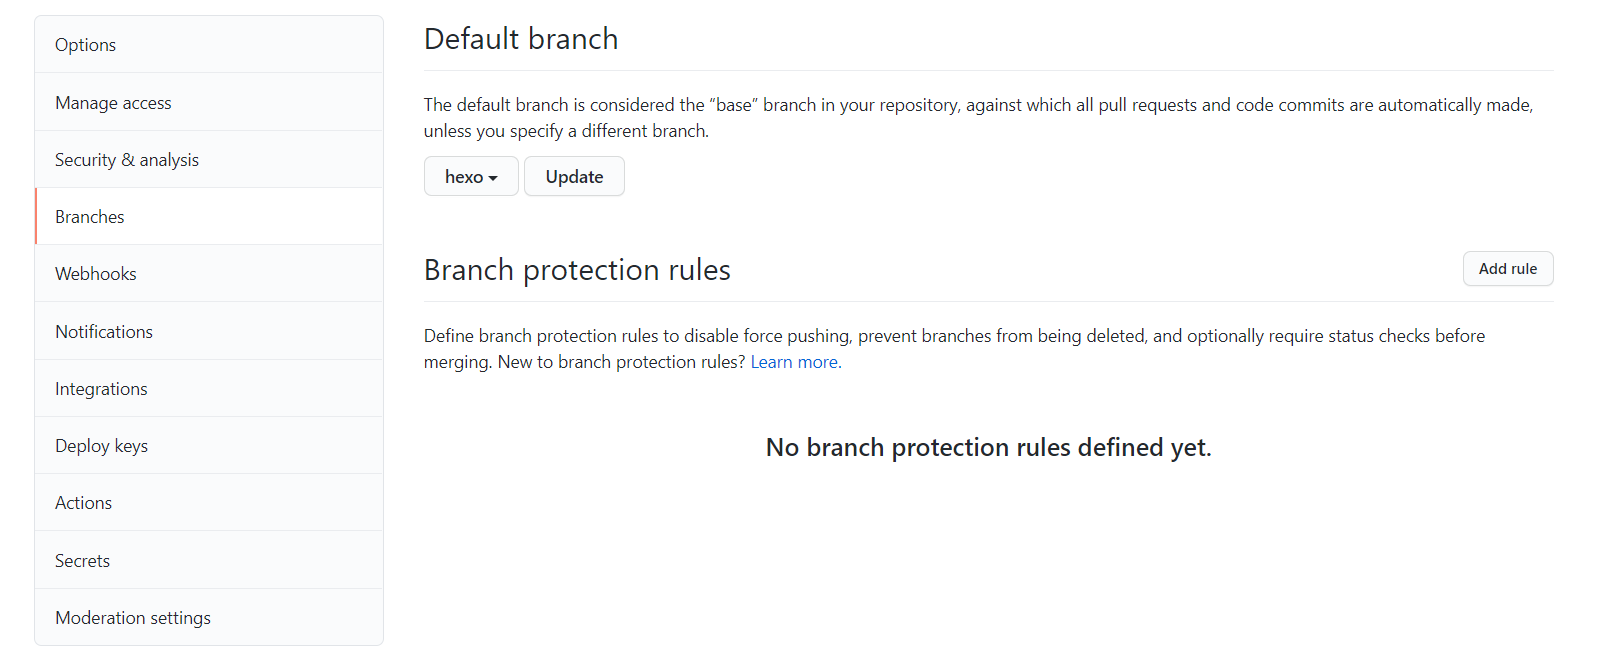 Options
Manage access
Security & analysis
Branches
Webhooks
Notifications
Integrations
Deploy keys
Actions
Secrets
Moderation settings
Default branch
The default branch is considered the “base” branch in your repository, against which all pull requests and code commits are automatically made,
unless you specify a different branch.
hexo Update
Branch protection rules
Add rule
Define branch protection rules to disable force pushing, prevent branches from being deleted, and optionally require status checks before
merging. New to branch protection rules? Learn more.
No branch protection rules defined yet.